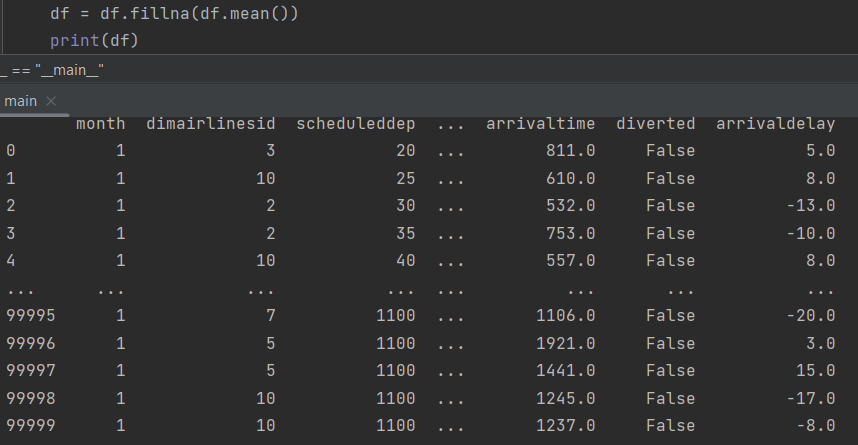 df = df.fillna(df.mean())
print(df)
_ == "__main__"
main ×
month dimairlinesid scheduleddep ... arrivaltime diverted arrivaldelay
0 1 3 20 ... 811.0 False 5.0
1 1 10 25 ... 610.0 False 8.0
2 1 2 30 ... 532.0 False -13.0
3 1 2 35 ... 753.0 False -10.0
4 1 10 40 ... 557.0 False 8.0
... ... ... ... ... ... ... ...
99995 1 7 1100 ... 1106.0 False -20.0
99996 1 5 1100 ... 1921.0 False 3.0
99997 1 5 1100 ... 1441.0 False 15.0
99998 1 10 1100 ... 1245.0 False -17.0
99999 1 10 1100 ... 1237.0 False -8.0